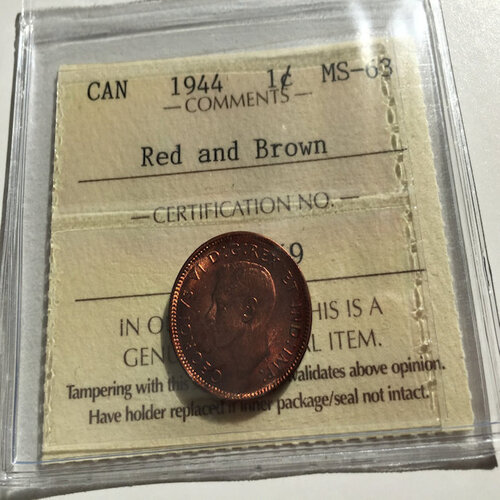 CAN 1944 1¢ MS-63
COMMENTS
Red and Brown
CERTIFICATION NO.
9
IN HIS IS A
GEN L ITEM.
Tampering with this validates above opinion.
Have holder replaced if inner package/seal not intact.
GEORGIVS VI D:G:REX ET IND:IMP: